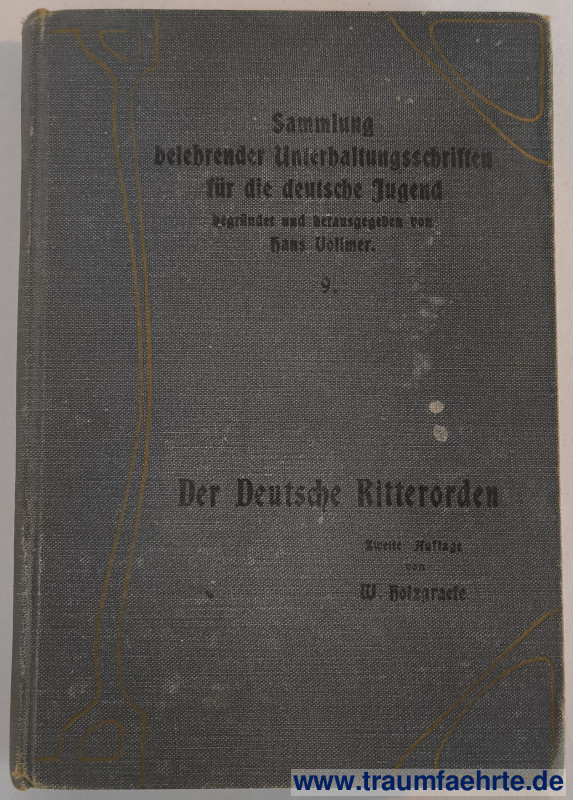 Sammlung
belehrender Unterhaltungsschriften
für die deutsche Jugend
begründet und herausgegeben von
Hans Vollmer.
9.
Der Deutsche Ritterorden
Zweite Auflage
von
W. Holzgraefe
www.traumfaehrte.de